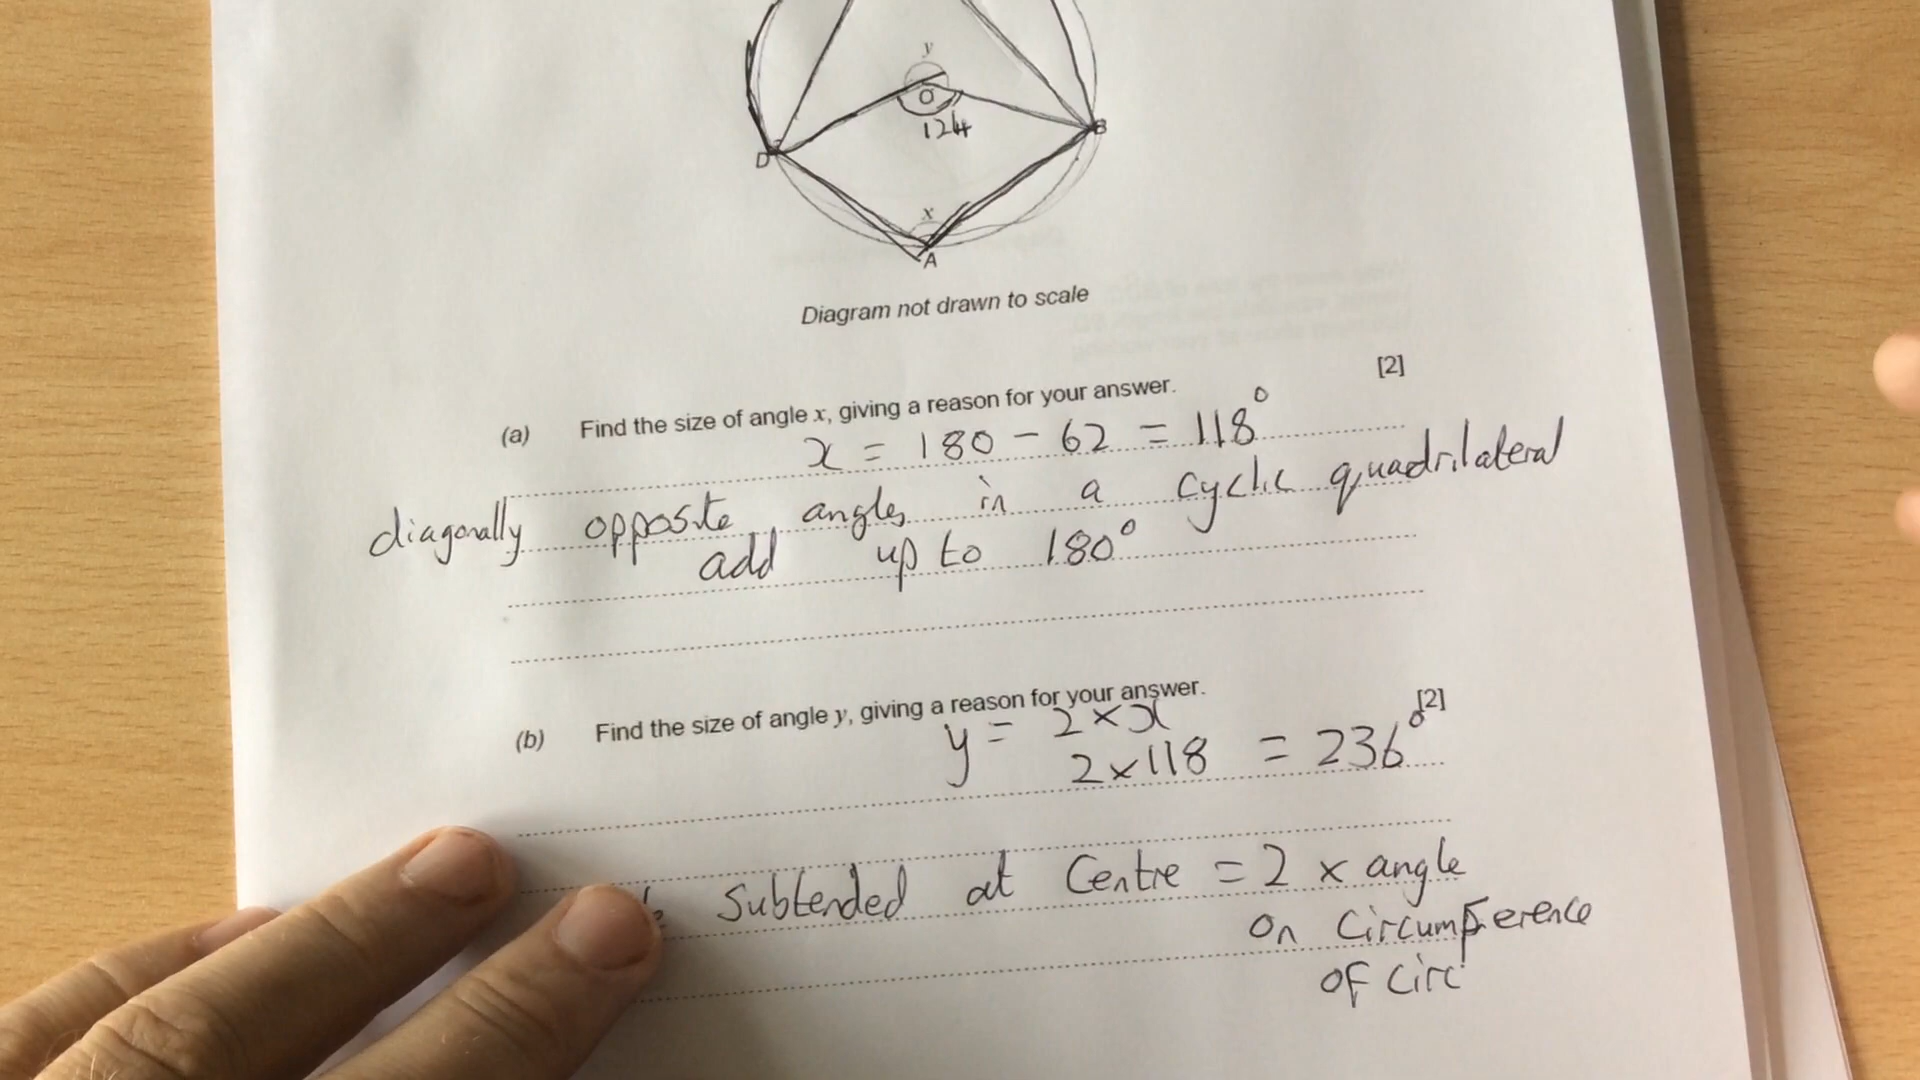 y
O
124
D
B
x
A
Diagram not drawn to scale
[2]
(a) Find the size of angle x, giving a reason for your answer.
x = 180 - 62 = 118°
diagonally opposite angles in a cyclic quadrilateral
add up to 180°
(b) Find the size of angle y, giving a reason for your answer.
[2]
y = 2 × x
2 × 118 = 236°
Subtended at Centre = 2 × angle
on Circumference
of circ